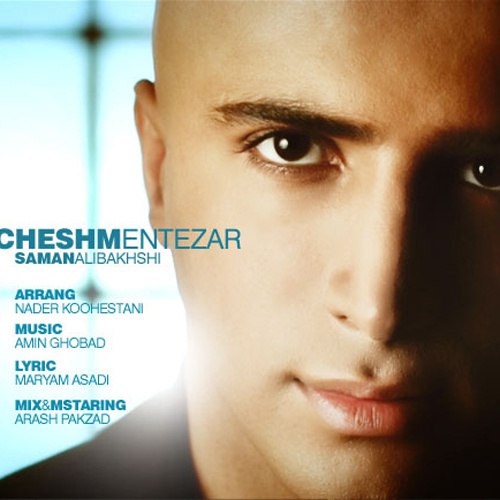 CHESHMENTEZAR
SAMANALIBAKHSHI
ARRANG
NADER KOOHESTANI
MUSIC
AMIN GHOBAD
LYRIC
MARYAM ASADI
MIX&MSTARING
ARASH PAKZAD